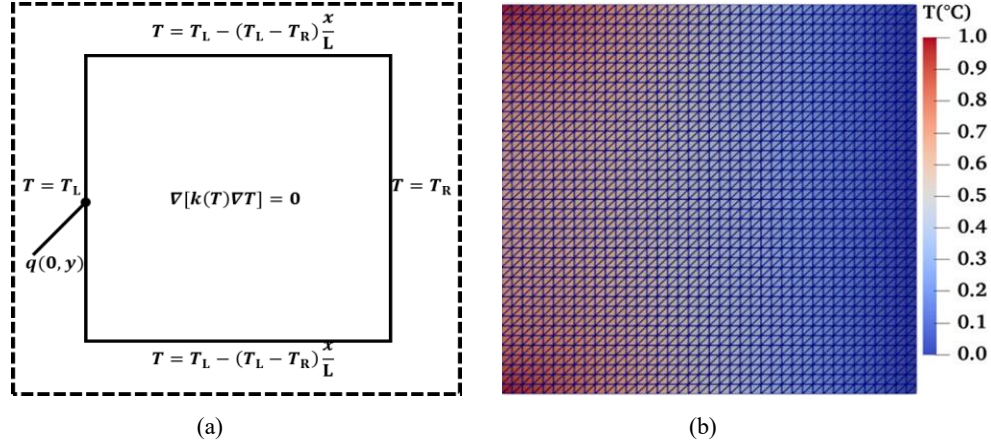 T = T_L − (T_L − T_R) x/L
T = T_L
∇[k(T)∇T] = 0
T = T_R
q(0, y)
T = T_L − (T_L − T_R) x/L
(a)
T(°C)
1.0
0.9
0.8
0.7
0.6
0.5
0.4
0.3
0.2
0.1
0.0
(b)